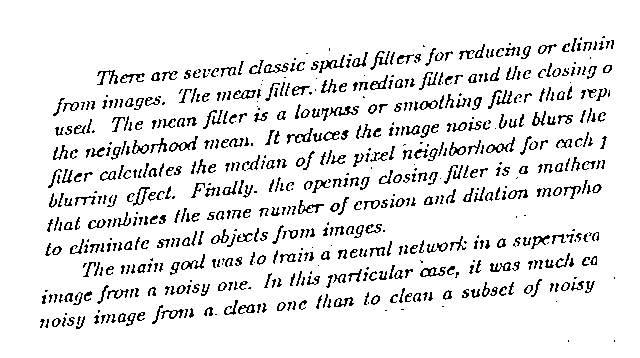 There are several classic spatial filters for reducing or elimin
from images. The mean filter, the median filter and the closing o
used. The mean filter is a lowpass or smoothing filter that repl
the neighborhood mean. It reduces the image noise but blurs the
filter calculates the median of the pixel neighborhood for each p
blurring effect. Finally, the opening closing filter is a mathem
that combines the same number of erosion and dilation morpho
to eliminate small objects from images.
The main goal was to train a neural network in a supervised
image from a noisy one. In this particular case, it was much ea
noisy image from a clean one than to clean a subset of noisy